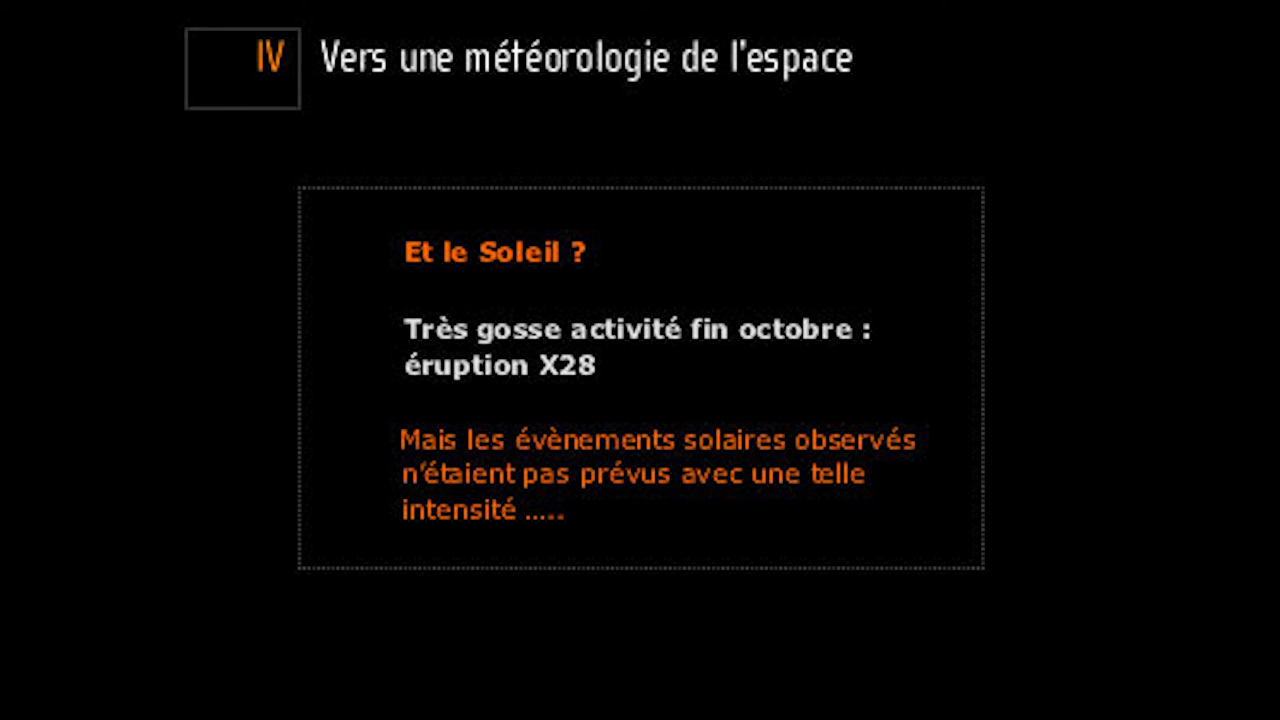 IV Vers une météorologie de l'espace
Et le Soleil ?
Très gosse activité fin octobre :
éruption X28
Mais les évènements solaires observés
n'étaient pas prévus avec une telle
intensité .....